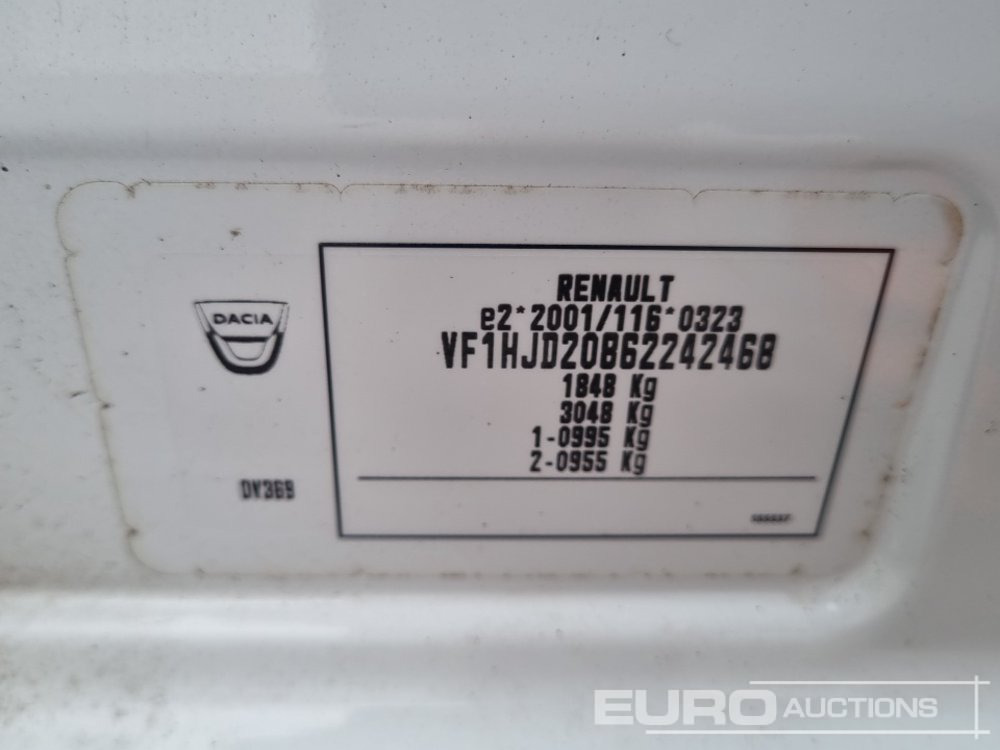 RENAULT
e2*2001/116*0323
DACIA
VF1HJD20862242468
1848 Kg
3048 Kg
1-0995 Kg
2-0955 Kg
DV369
EURO AUCTIONS